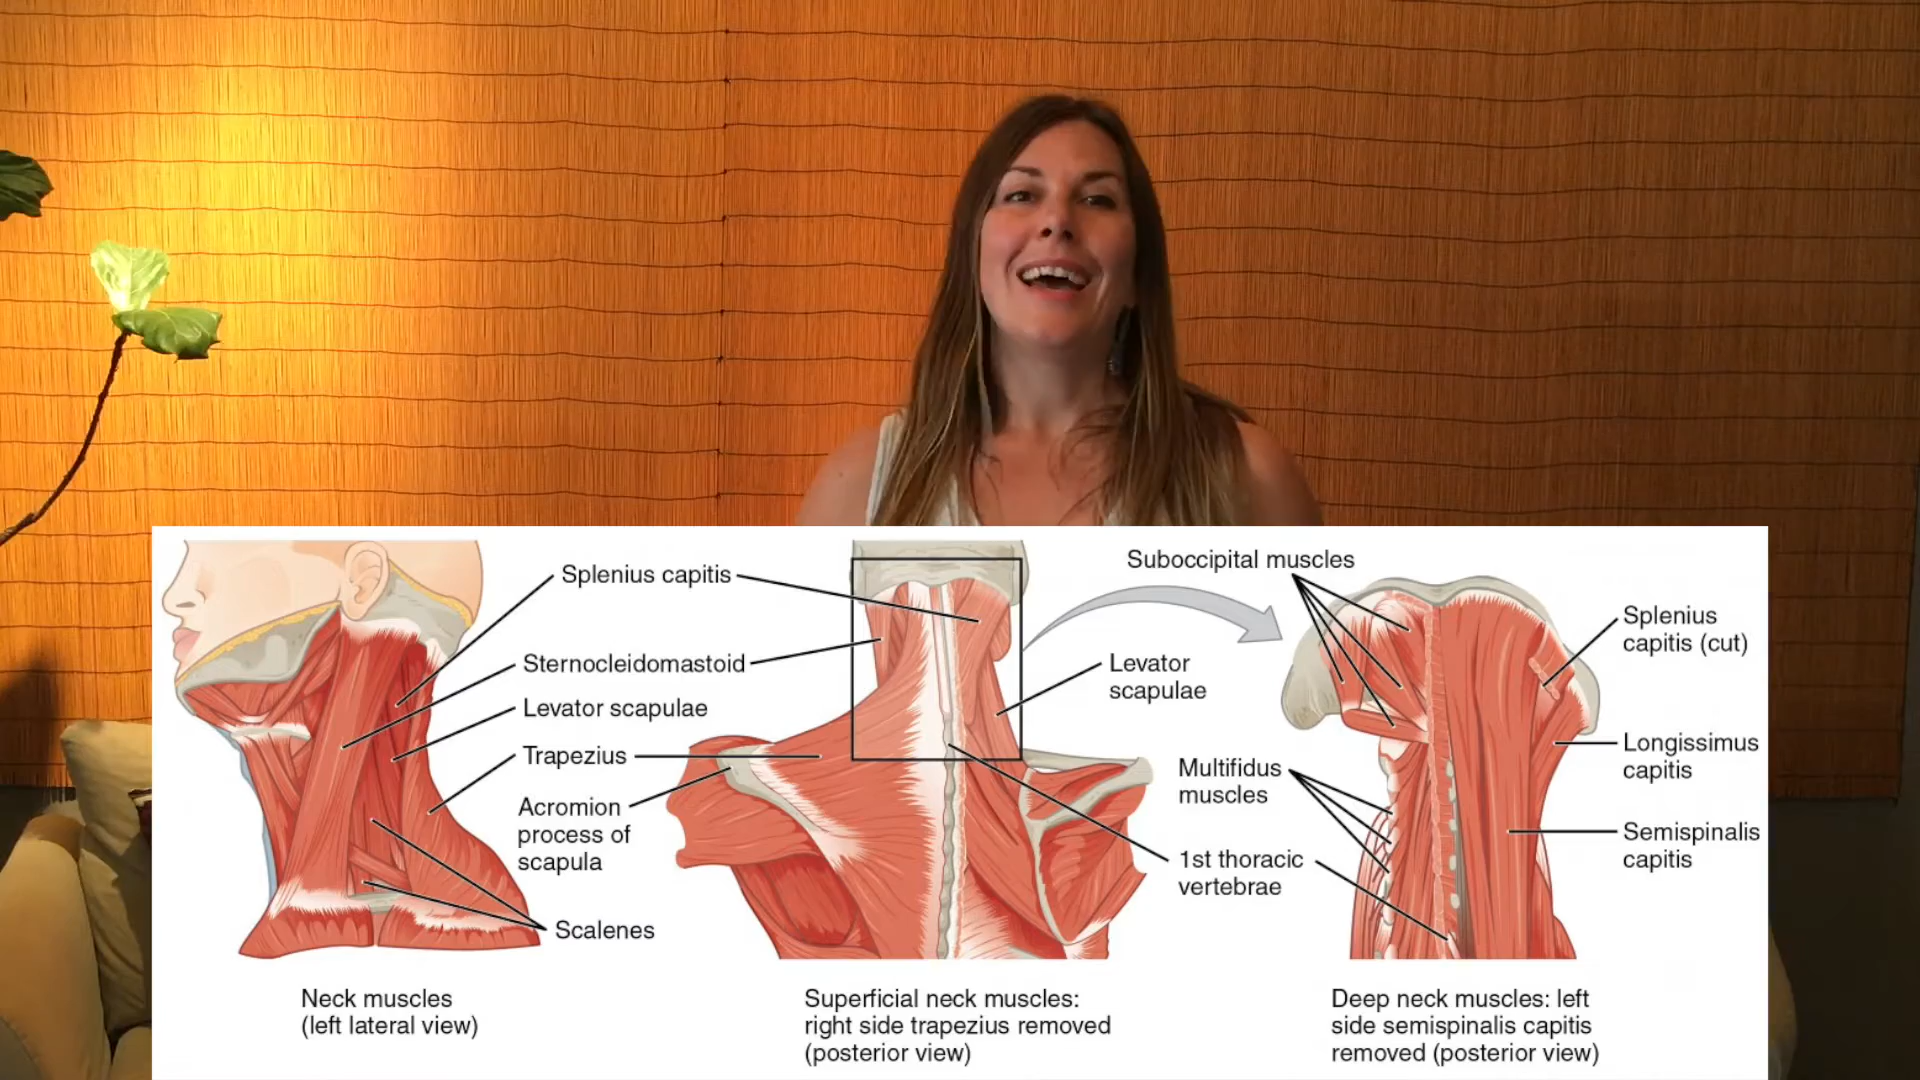 Splenius capitis
Sternocleidomastoid
Levator scapulae
Trapezius
Acromion
process of
scapula
Scalenes
Neck muscles
(left lateral view)
Levator
scapulae
1st thoracic
vertebrae
Superficial neck muscles:
right side trapezius removed
(posterior view)
Suboccipital muscles
Multifidus
muscles
Splenius
capitis (cut)
Longissimus
capitis
Semispinalis
capitis
Deep neck muscles: left
side semispinalis capitis
removed (posterior view)